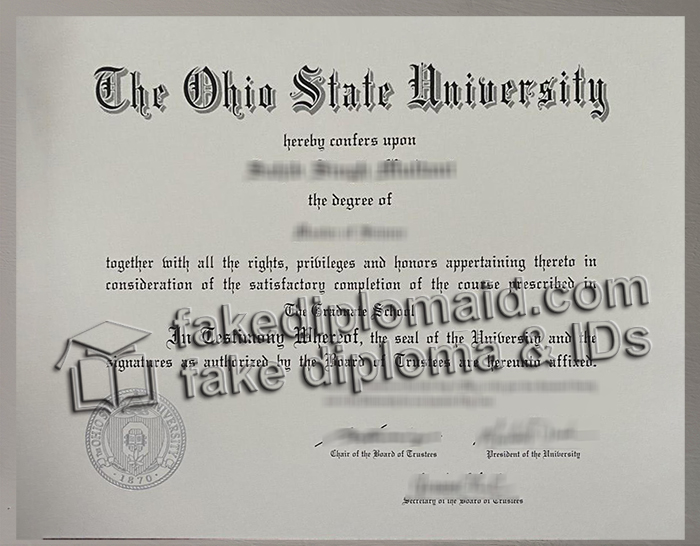 The Ohio State University
hereby confers upon
the degree of
together with all the rights, privileges and honors appertaining thereto in
consideration of the satisfactory completion of the course prescribed in
The Graduate School
In Testimony Whereof, the seal of the University and the
signatures as authorized by the Board of Trustees are hereunto affixed.
fakediplomaid.com
fake diploma & IDs
Chair of the Board of Trustees
President of the University
Secretary of the Board of Trustees
OHIO STATE UNIVERSITY
1870